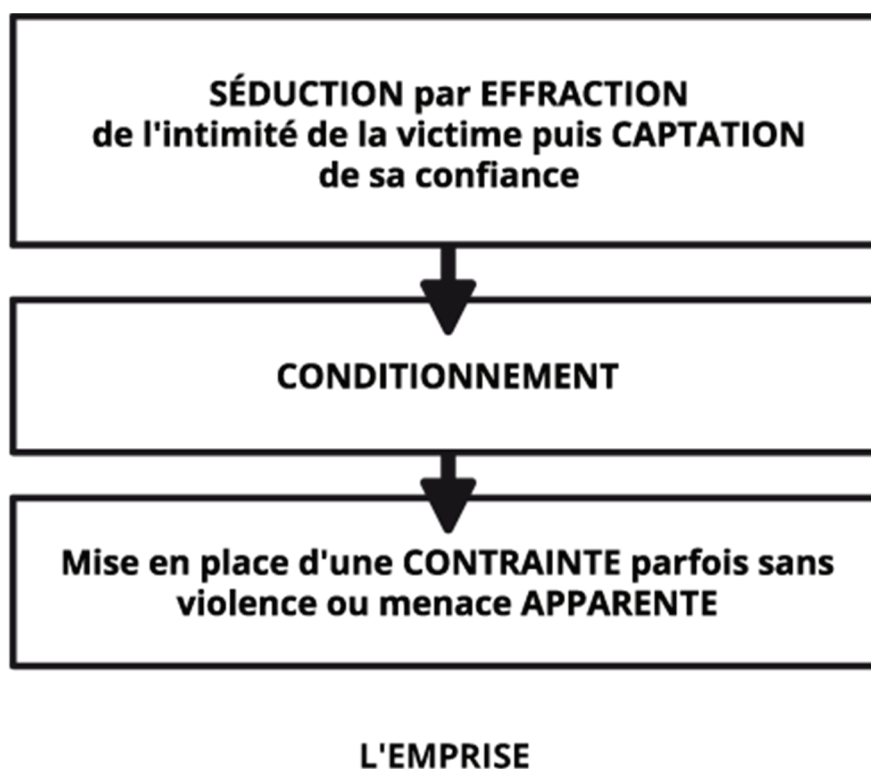 SÉDUCTION par EFFRACTION
de l'intimité de la victime puis CAPTATION
de sa confiance
CONDITIONNEMENT
Mise en place d'une CONTRAINTE parfois sans
violence ou menace APPARENTE
L'EMPRISE